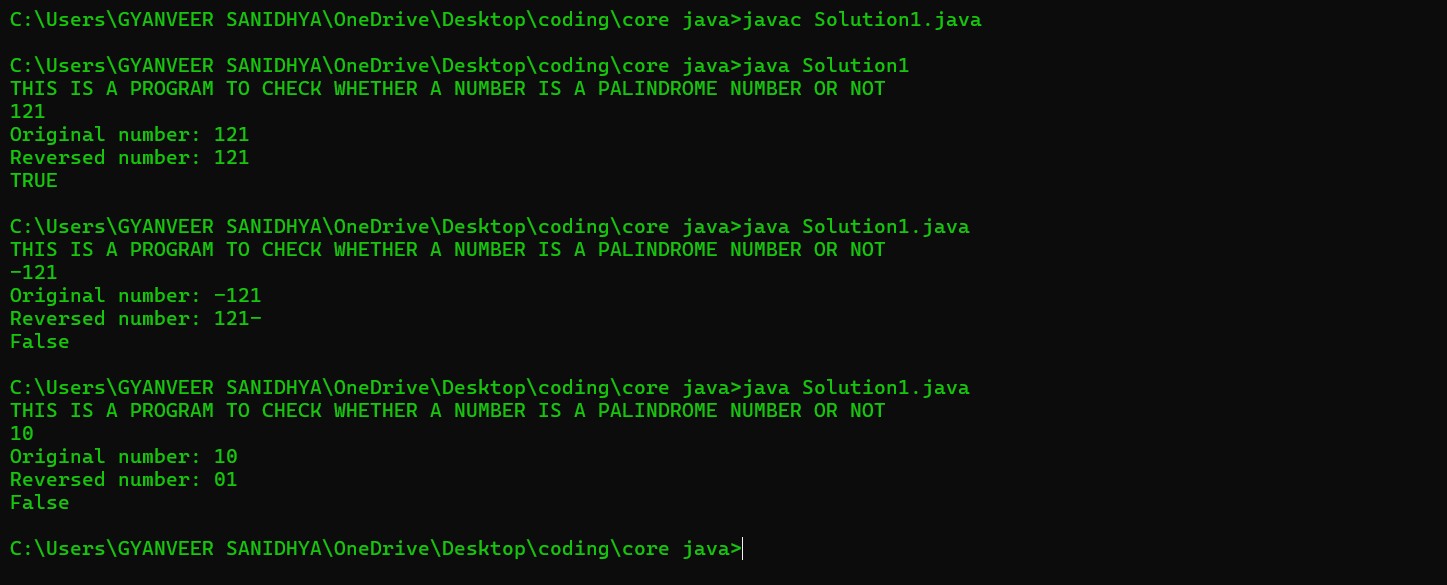 C:\Users\GYANVEER SANIDHYA\OneDrive\Desktop\coding\core java>javac Solution1.java
C:\Users\GYANVEER SANIDHYA\OneDrive\Desktop\coding\core java>java Solution1
THIS IS A PROGRAM TO CHECK WHETHER A NUMBER IS A PALINDROME NUMBER OR NOT
121
Original number: 121
Reversed number: 121
TRUE
C:\Users\GYANVEER SANIDHYA\OneDrive\Desktop\coding\core java>java Solution1.java
THIS IS A PROGRAM TO CHECK WHETHER A NUMBER IS A PALINDROME NUMBER OR NOT
-121
Original number: -121
Reversed number: 121-
False
C:\Users\GYANVEER SANIDHYA\OneDrive\Desktop\coding\core java>java Solution1.java
THIS IS A PROGRAM TO CHECK WHETHER A NUMBER IS A PALINDROME NUMBER OR NOT
10
Original number: 10
Reversed number: 01
False
C:\Users\GYANVEER SANIDHYA\OneDrive\Desktop\coding\core java>